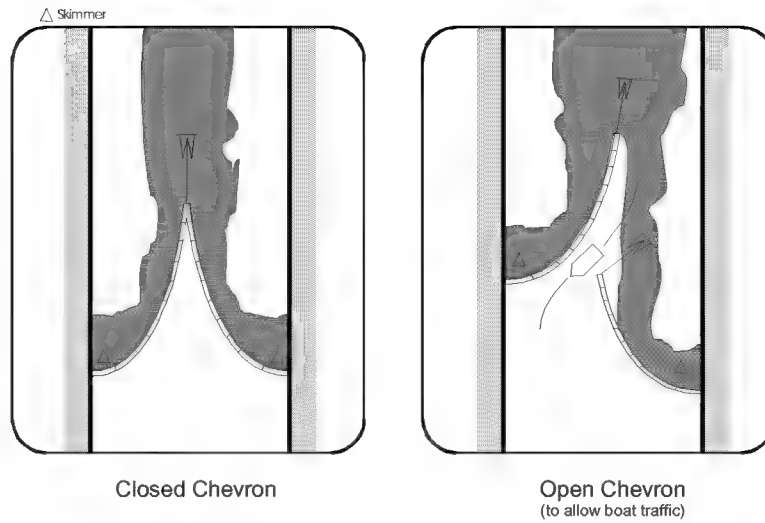 △ Skimmer
Closed Chevron
Open Chevron
(to allow boat traffic)